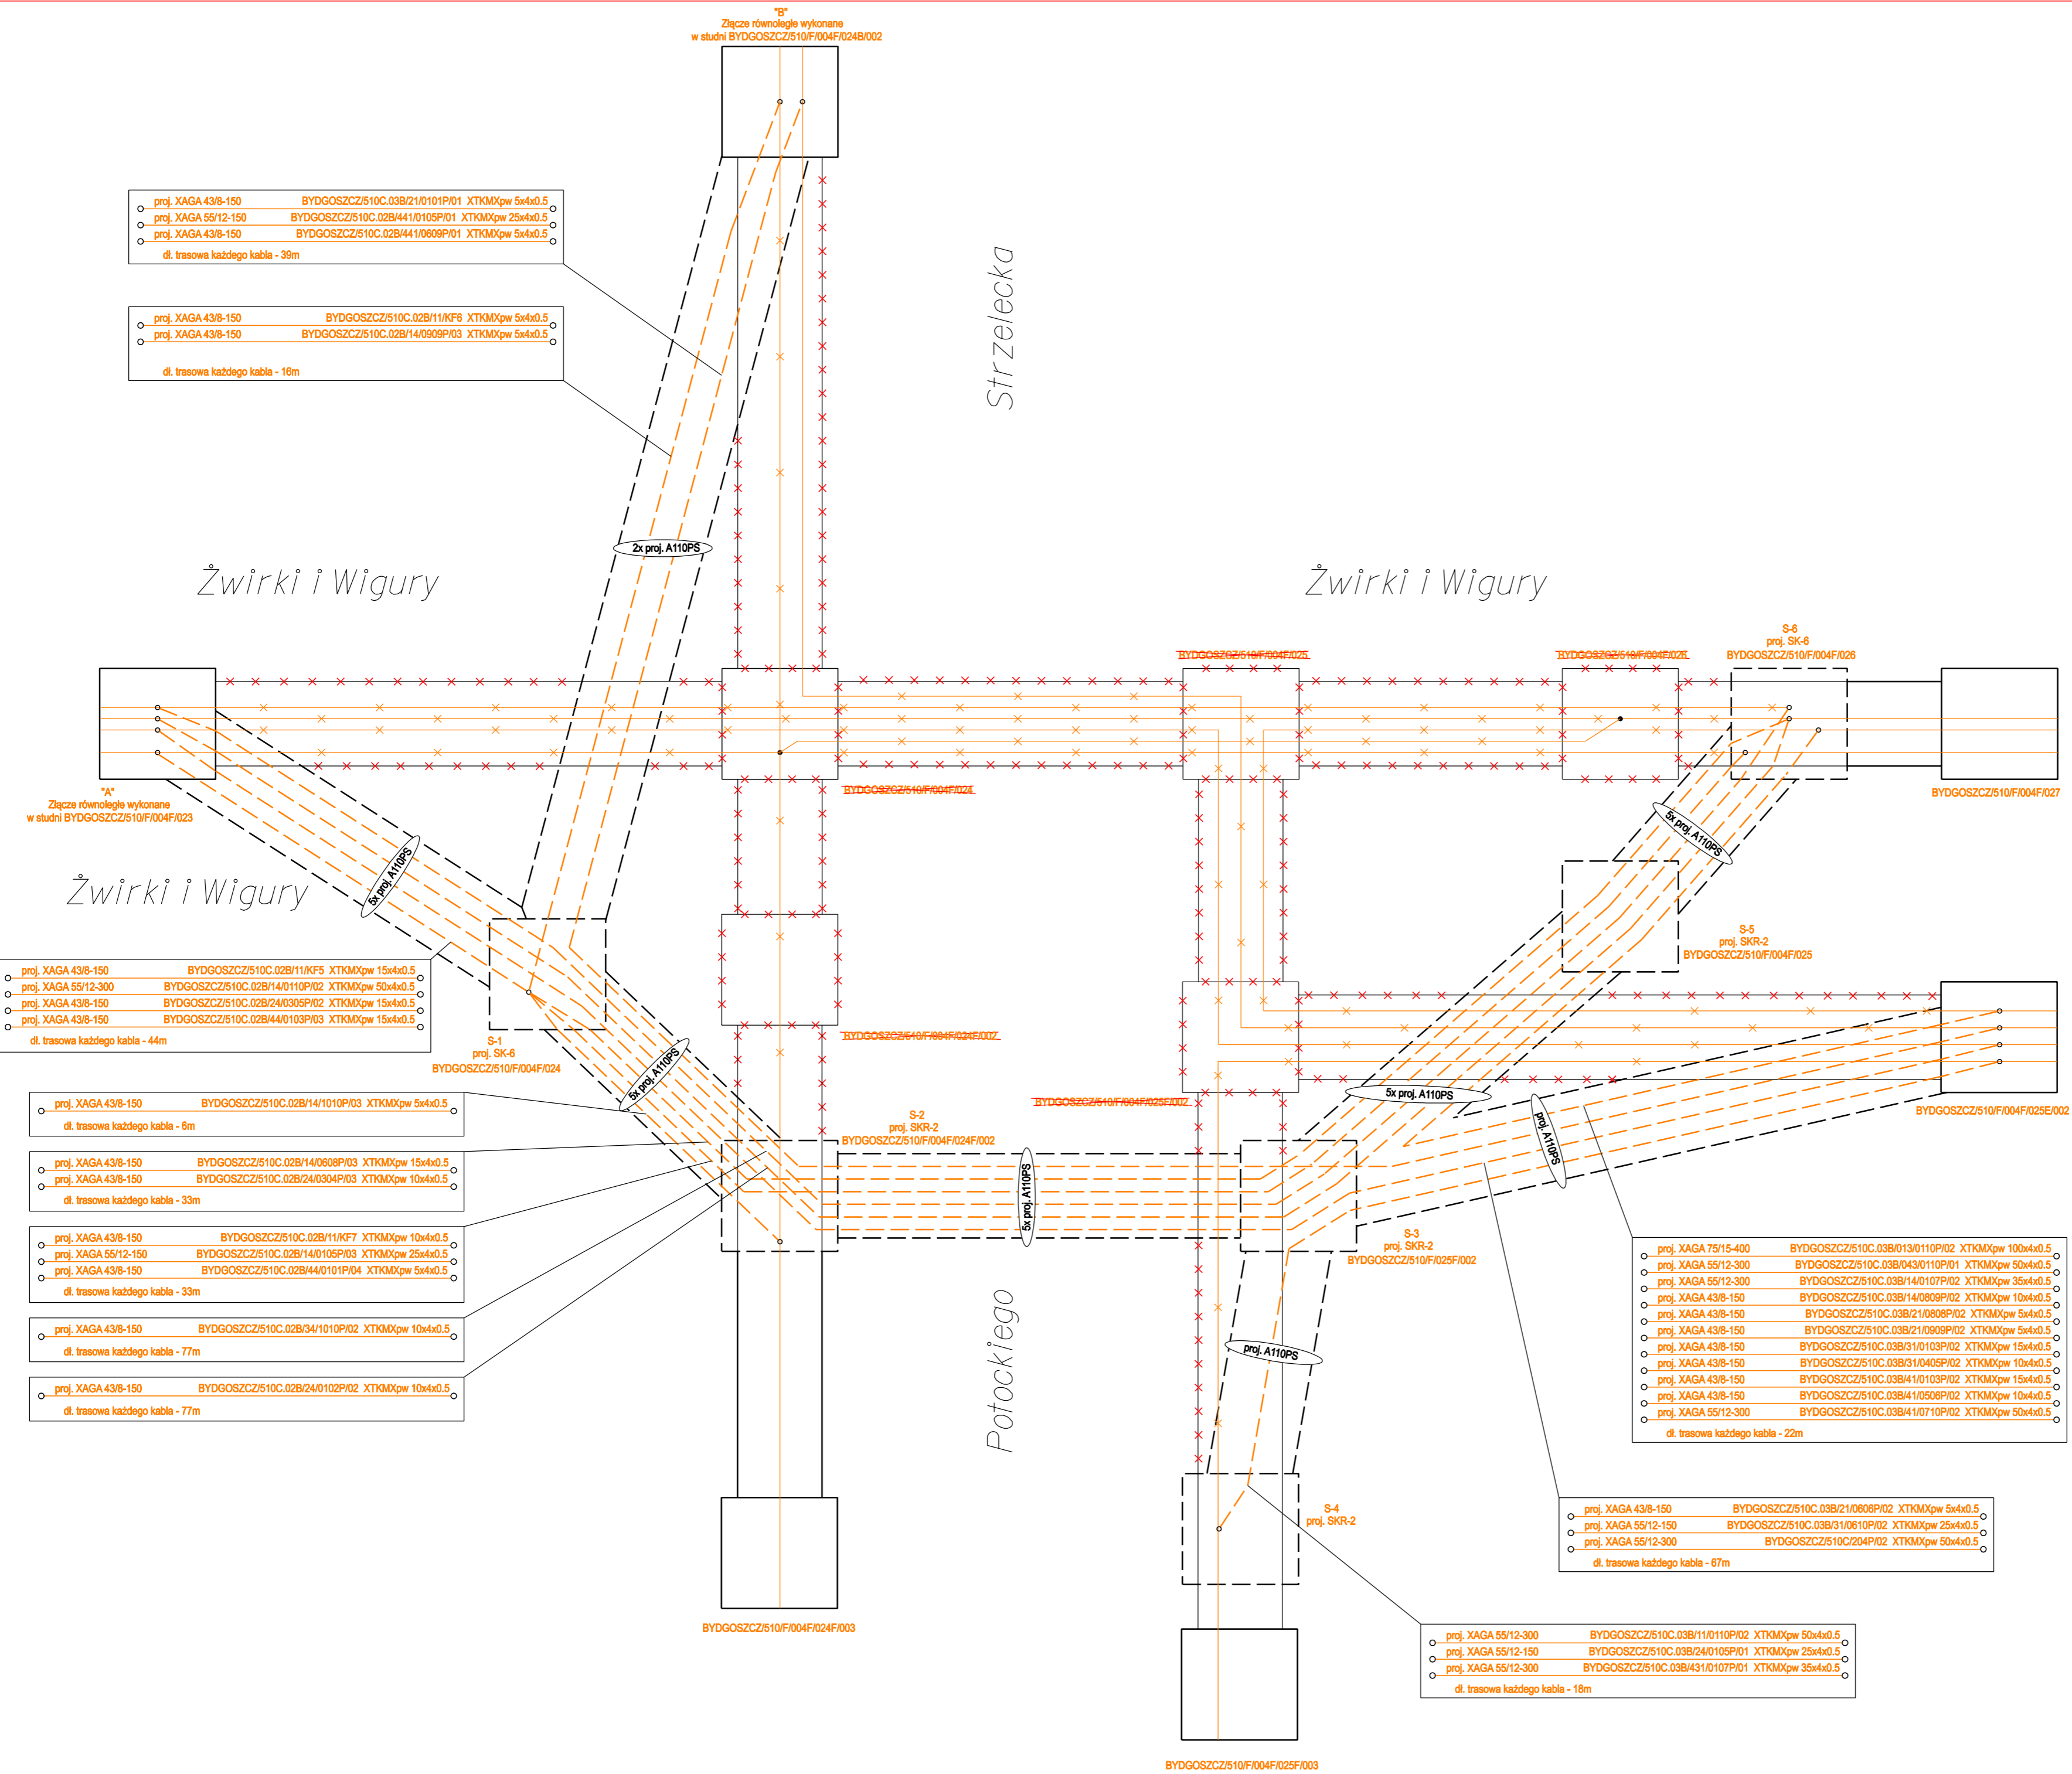 "B"
Złącze równoległe wykonane
w studni BYDGOSZCZ/510/F/004F/024B/002
proj. XAGA 43/8-150 BYDGOSZCZ/510C.03B/21/0101P/01 XTKMXpw 5x4x0.5
proj. XAGA 55/12-150 BYDGOSZCZ/510C.02B/441/0105P/01 XTKMXpw 25x4x0.5
proj. XAGA 43/8-150 BYDGOSZCZ/510C.02B/441/0609P/01 XTKMXpw 5x4x0.5
dł. trasowa każdego kabla - 39m
proj. XAGA 43/8-150 BYDGOSZCZ/510C.02B/11/KF6 XTKMXpw 5x4x0.5
proj. XAGA 43/8-150 BYDGOSZCZ/510C.02B/14/0909P/03 XTKMXpw 5x4x0.5
dł. trasowa każdego kabla - 16m
Strzelecka
2x proj. A110PS
Żwirki i Wigury
Żwirki i Wigury
S-6
proj. SK-6
BYDGOSZCZ/510/F/004F/026
BYDGOSZCZ/510/F/004F/025
BYDGOSZCZ/510/F/004F/026
"A"
Złącze równoległe wykonane
w studni BYDGOSZCZ/510/F/004F/023
BYDGOSZCZ/510/F/004F/024
BYDGOSZCZ/510/F/004F/027
5x proj. A110PS
5x proj. A110PS
Żwirki i Wigury
S-5
proj. SKR-2
BYDGOSZCZ/510/F/004F/025
proj. XAGA 43/8-150 BYDGOSZCZ/510C.02B/11/KF5 XTKMXpw 15x4x0.5
proj. XAGA 55/12-300 BYDGOSZCZ/510C.02B/14/0110P/02 XTKMXpw 50x4x0.5
proj. XAGA 43/8-150 BYDGOSZCZ/510C.02B/24/0305P/02 XTKMXpw 15x4x0.5
proj. XAGA 43/8-150 BYDGOSZCZ/510C.02B/44/0103P/03 XTKMXpw 15x4x0.5
dł. trasowa każdego kabla - 44m
S-1
proj. SK-6
BYDGOSZCZ/510/F/004F/024
BYDGOSZCZ/510/F/004F/024F/002
5x proj. A110PS
5x proj. A110PS
proj. A110PS
BYDGOSZCZ/510/F/004F/025F/002
BYDGOSZCZ/510/F/004F/025E/002
proj. XAGA 43/8-150 BYDGOSZCZ/510C.02B/14/1010P/03 XTKMXpw 5x4x0.5
dł. trasowa każdego kabla - 6m
S-2
proj. SKR-2
BYDGOSZCZ/510/F/004F/024F/002
proj. XAGA 43/8-150 BYDGOSZCZ/510C.02B/14/0608P/03 XTKMXpw 15x4x0.5
proj. XAGA 43/8-150 BYDGOSZCZ/510C.02B/24/0304P/03 XTKMXpw 10x4x0.5
dł. trasowa każdego kabla - 33m
5x proj. A110PS
proj. XAGA 43/8-150 BYDGOSZCZ/510C.02B/11/KF7 XTKMXpw 10x4x0.5
proj. XAGA 55/12-150 BYDGOSZCZ/510C.02B/14/0105P/03 XTKMXpw 25x4x0.5
proj. XAGA 43/8-150 BYDGOSZCZ/510C.02B/44/0101P/04 XTKMXpw 5x4x0.5
dł. trasowa każdego kabla - 33m
S-3
proj. SKR-2
BYDGOSZCZ/510/F/025F/002
proj. XAGA 43/8-150 BYDGOSZCZ/510C.02B/34/1010P/02 XTKMXpw 10x4x0.5
dł. trasowa każdego kabla - 77m
proj. XAGA 43/8-150 BYDGOSZCZ/510C.02B/24/0102P/02 XTKMXpw 10x4x0.5
dł. trasowa każdego kabla - 77m
Potockiego
proj. A110PS
proj. XAGA 75/15-400 BYDGOSZCZ/510C.03B/013/0110P/02 XTKMXpw 100x4x0.5
proj. XAGA 55/12-300 BYDGOSZCZ/510C.03B/043/0110P/01 XTKMXpw 50x4x0.5
proj. XAGA 55/12-300 BYDGOSZCZ/510C.03B/14/0107P/02 XTKMXpw 35x4x0.5
proj. XAGA 43/8-150 BYDGOSZCZ/510C.03B/14/0809P/02 XTKMXpw 10x4x0.5
proj. XAGA 43/8-150 BYDGOSZCZ/510C.03B/21/0808P/02 XTKMXpw 5x4x0.5
proj. XAGA 43/8-150 BYDGOSZCZ/510C.03B/21/0909P/02 XTKMXpw 5x4x0.5
proj. XAGA 43/8-150 BYDGOSZCZ/510C.03B/31/0103P/02 XTKMXpw 15x4x0.5
proj. XAGA 43/8-150 BYDGOSZCZ/510C.03B/31/0405P/02 XTKMXpw 10x4x0.5
proj. XAGA 43/8-150 BYDGOSZCZ/510C.03B/41/0103P/02 XTKMXpw 15x4x0.5
proj. XAGA 43/8-150 BYDGOSZCZ/510C.03B/41/0506P/02 XTKMXpw 10x4x0.5
proj. XAGA 55/12-300 BYDGOSZCZ/510C.03B/41/0710P/02 XTKMXpw 50x4x0.5
dł. trasowa każdego kabla - 22m
S-4
proj. SKR-2
proj. XAGA 43/8-150 BYDGOSZCZ/510C.03B/21/0606P/02 XTKMXpw 5x4x0.5
proj. XAGA 55/12-150 BYDGOSZCZ/510C.03B/31/0610P/02 XTKMXpw 25x4x0.5
proj. XAGA 55/12-300 BYDGOSZCZ/510C/204P/02 XTKMXpw 50x4x0.5
dł. trasowa każdego kabla - 67m
BYDGOSZCZ/510/F/004F/024F/003
proj. XAGA 55/12-300 BYDGOSZCZ/510C.03B/11/0110P/02 XTKMXpw 50x4x0.5
proj. XAGA 55/12-150 BYDGOSZCZ/510C.03B/24/0105P/01 XTKMXpw 25x4x0.5
proj. XAGA 55/12-300 BYDGOSZCZ/510C.03B/431/0107P/01 XTKMXpw 35x4x0.5
dł. trasowa każdego kabla - 18m
BYDGOSZCZ/510/F/004F/025F/003